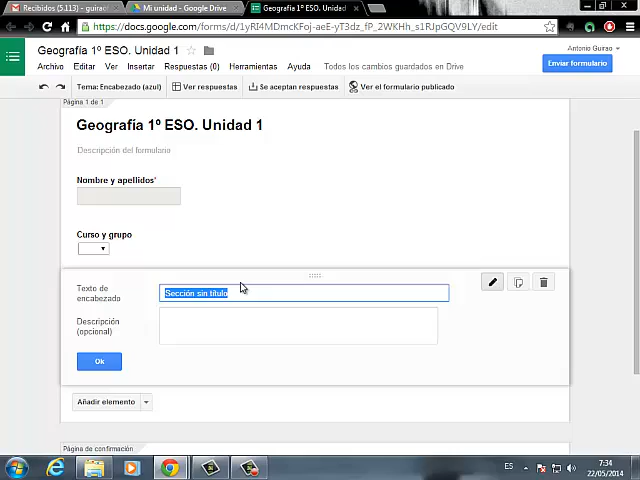 Recibidos (5.113) - guirao
Mi unidad - Google Drive
Geografía 1º ESO. Unidad 1
https://docs.google.com/forms/d/1yRI4MDmcKFoj-aeE-yT3dz_fP_2WKHh_s1RJpGQV9LY/edit
Geografía 1º ESO. Unidad 1
Antonio Guirao
Archivo Editar Ver Insertar Respuestas (0) Herramientas Ayuda Todos los cambios guardados en Drive
Enviar formulario
Tema: Encabezado (azul) Ver respuestas Se aceptan respuestas Ver el formulario publicado
Página 1 de 1
Geografía 1º ESO. Unidad 1
Descripción del formulario
Nombre y apellidos*
Curso y grupo
Texto de encabezado
Sección sin título
Descripción (opcional)
Ok
Añadir elemento
Página de confirmación
ES
7:34
22/05/2014